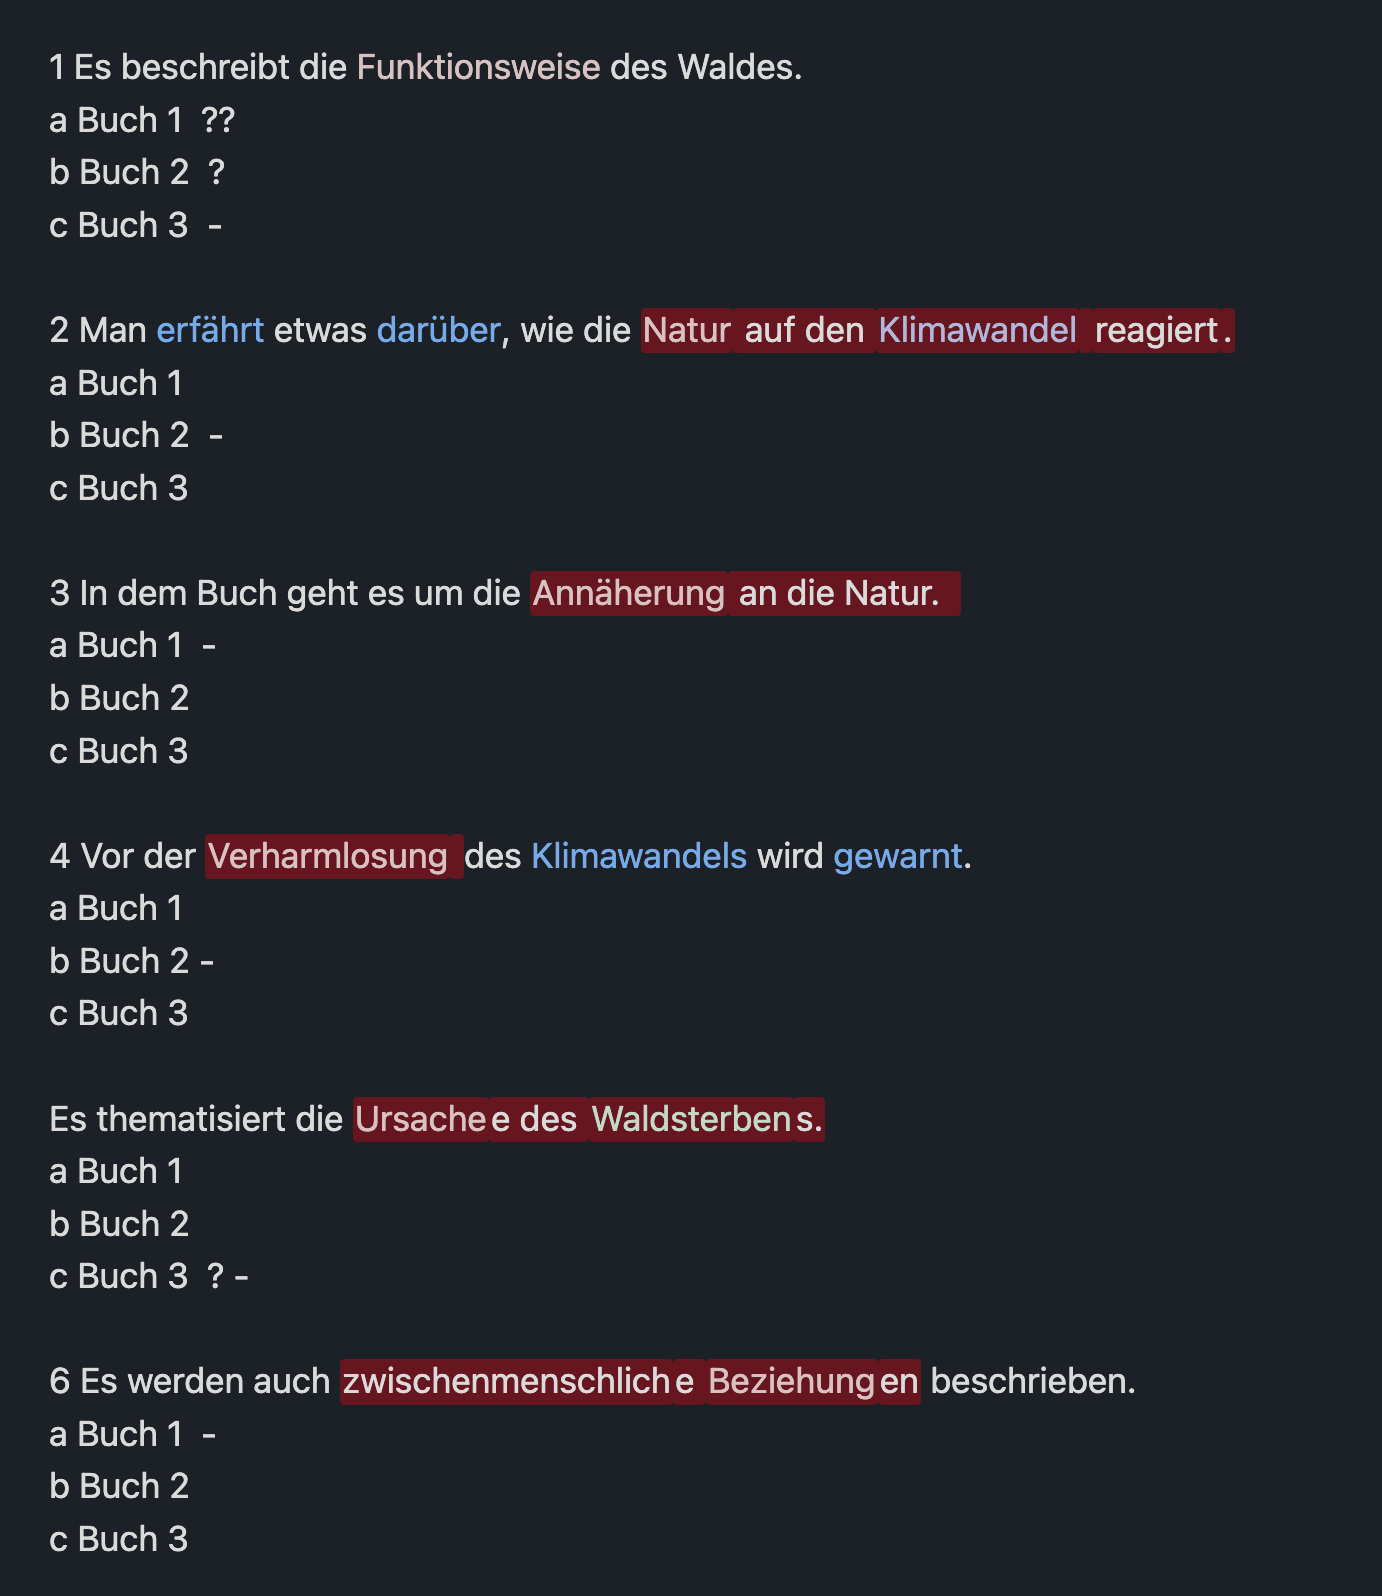 1 Es beschreibt die Funktionsweise des Waldes.
a Buch 1 ??
b Buch 2 ?
c Buch 3 -
2 Man erfährt etwas darüber, wie die Natur auf den Klimawandel reagiert.
a Buch 1
b Buch 2 -
c Buch 3
3 In dem Buch geht es um die Annäherung an die Natur.
a Buch 1 -
b Buch 2
c Buch 3
4 Vor der Verharmlosung des Klimawandels wird gewarnt.
a Buch 1
b Buch 2 -
c Buch 3
Es thematisiert die Ursachee des Waldsterbens.
a Buch 1
b Buch 2
c Buch 3 ? -
6 Es werden auch zwischenmenschliche Beziehungen beschrieben.
a Buch 1 -
b Buch 2
c Buch 3